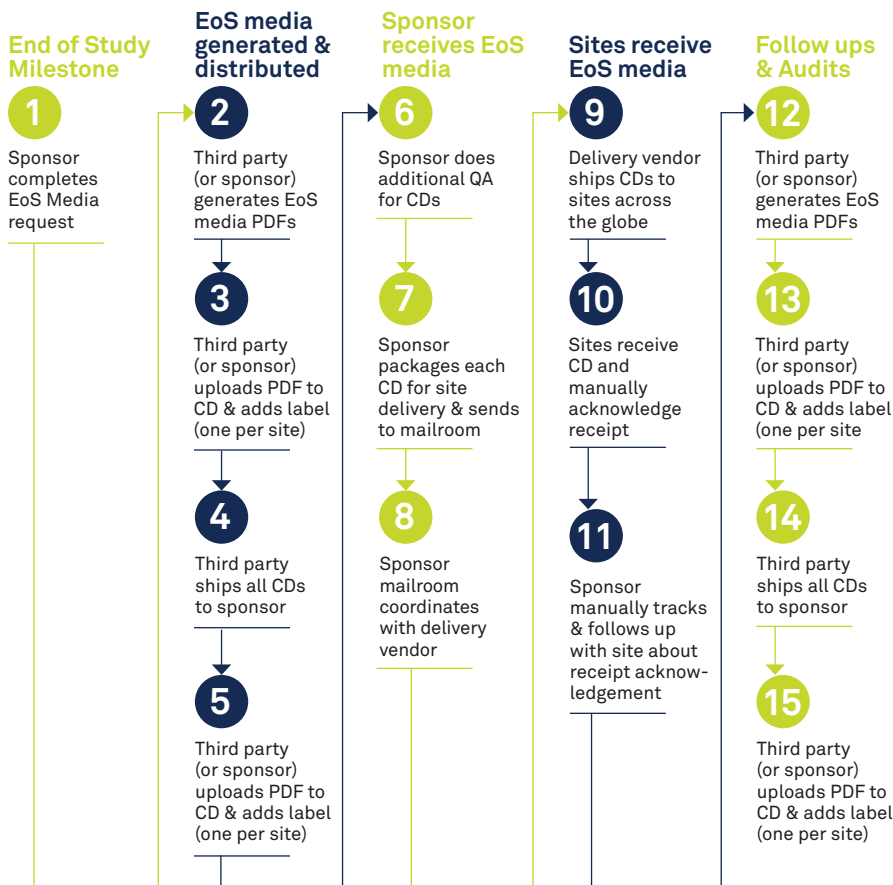 End of Study
Milestone
1
Sponsor
completes
EoS Media
request
EoS media
generated &
distributed
2
Third party
(or sponsor)
generates EoS
media PDFs
3
Third party
(or sponsor)
uploads PDF to
CD & adds label
(one per site)
4
Third party
ships all CDs
to sponsor
5
Third party
(or sponsor)
uploads PDF to
CD & adds label
(one per site)
Sponsor
receives EoS
media
6
Sponsor does
additional QA
for CDs
7
Sponsor
packages each
CD for site
delivery & sends
to mailroom
8
Sponsor
mailroom
coordinates
with delivery
vendor
Sites receive
EoS media
9
Delivery vendor
ships CDs to
sites across
the globe
10
Sites receive
CD and
manually
acknowledge
receipt
11
Sponsor
manually tracks
& follows up
with site about
receipt acknow-
ledgement
Follow ups
& Audits
12
Third party
(or sponsor)
generates EoS
media PDFs
13
Third party
(or sponsor)
uploads PDF to
CD & adds label
(one per site
14
Third party
ships all CDs
to sponsor
15
Third party
(or sponsor)
uploads PDF to
CD & adds label
(one per site)